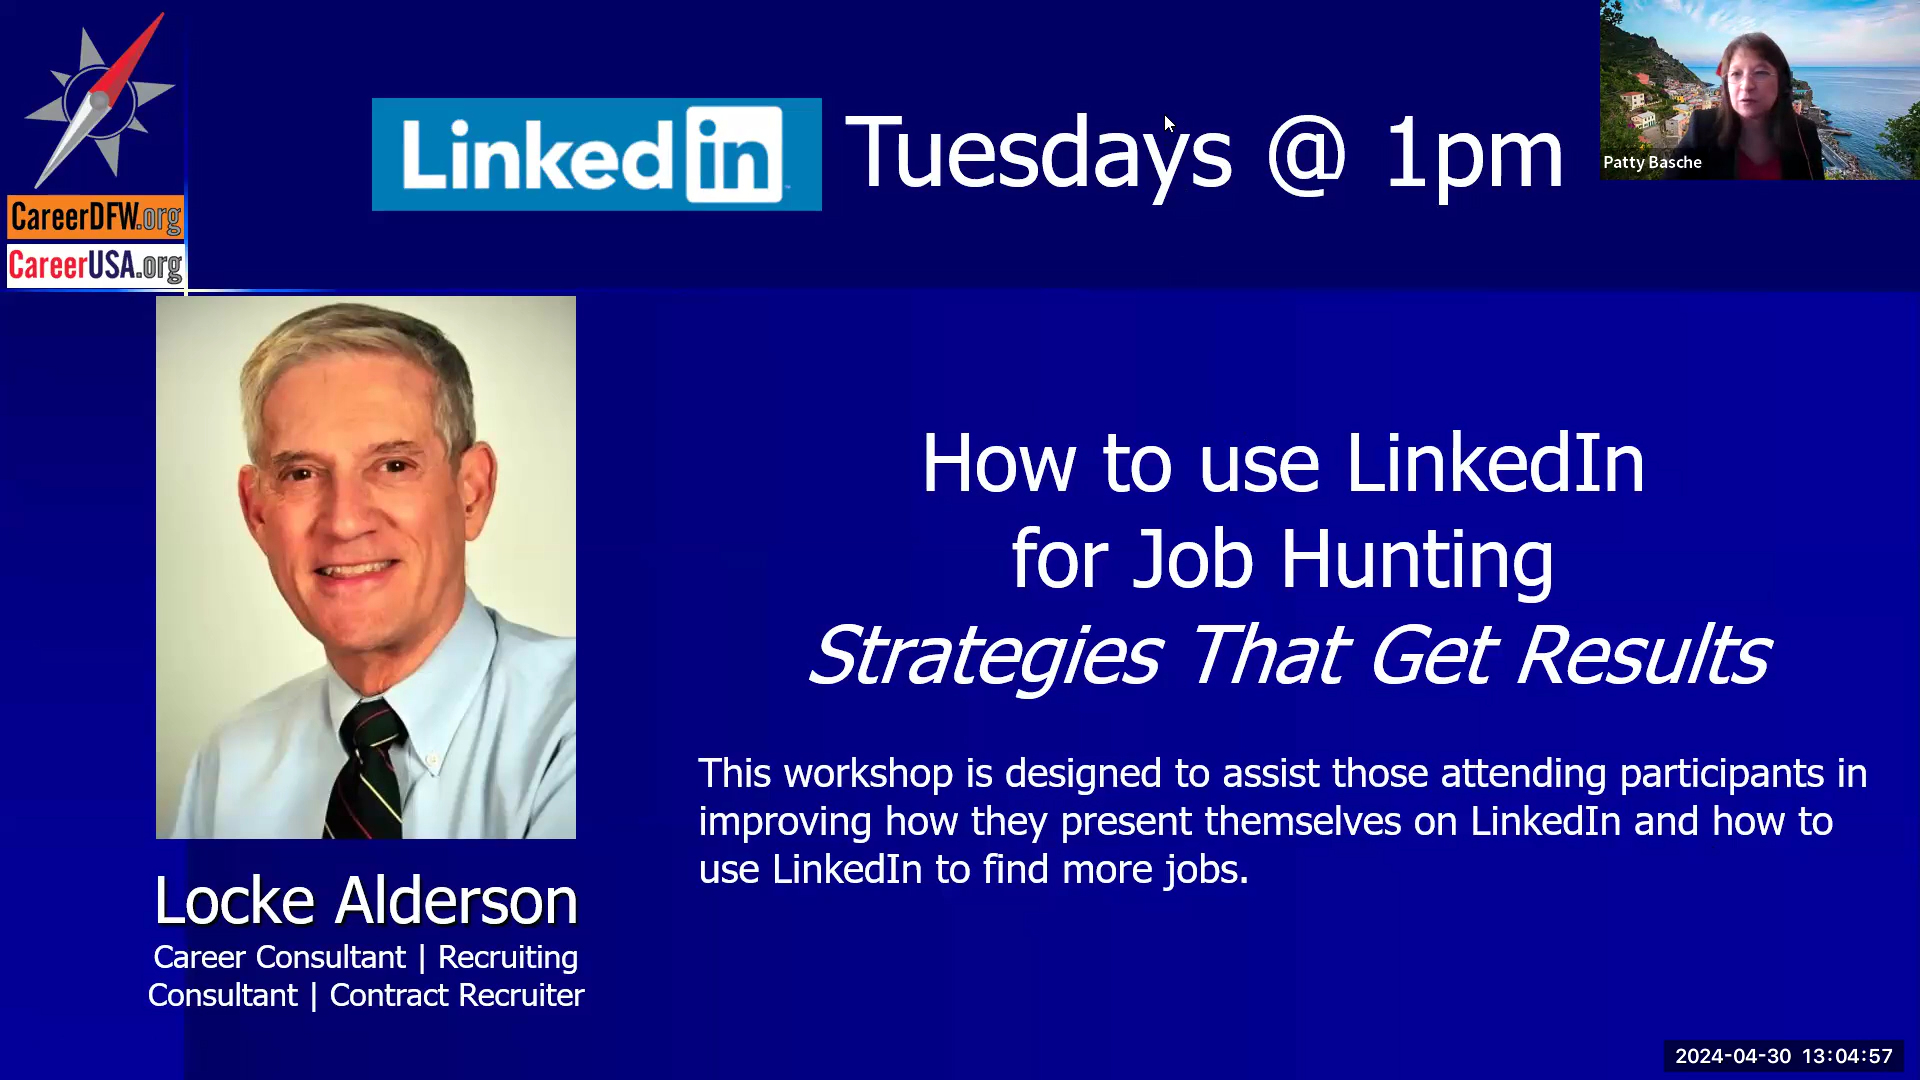 CareerDFW.org
CareerUSA.org
Linked in Tuesdays @ 1pm
Patty Basche
How to use LinkedIn
for Job Hunting
Strategies That Get Results
This workshop is designed to assist those attending participants in
improving how they present themselves on LinkedIn and how to
use LinkedIn to find more jobs.
Locke Alderson
Career Consultant | Recruiting
Consultant | Contract Recruiter
2024-04-30 13:04:57